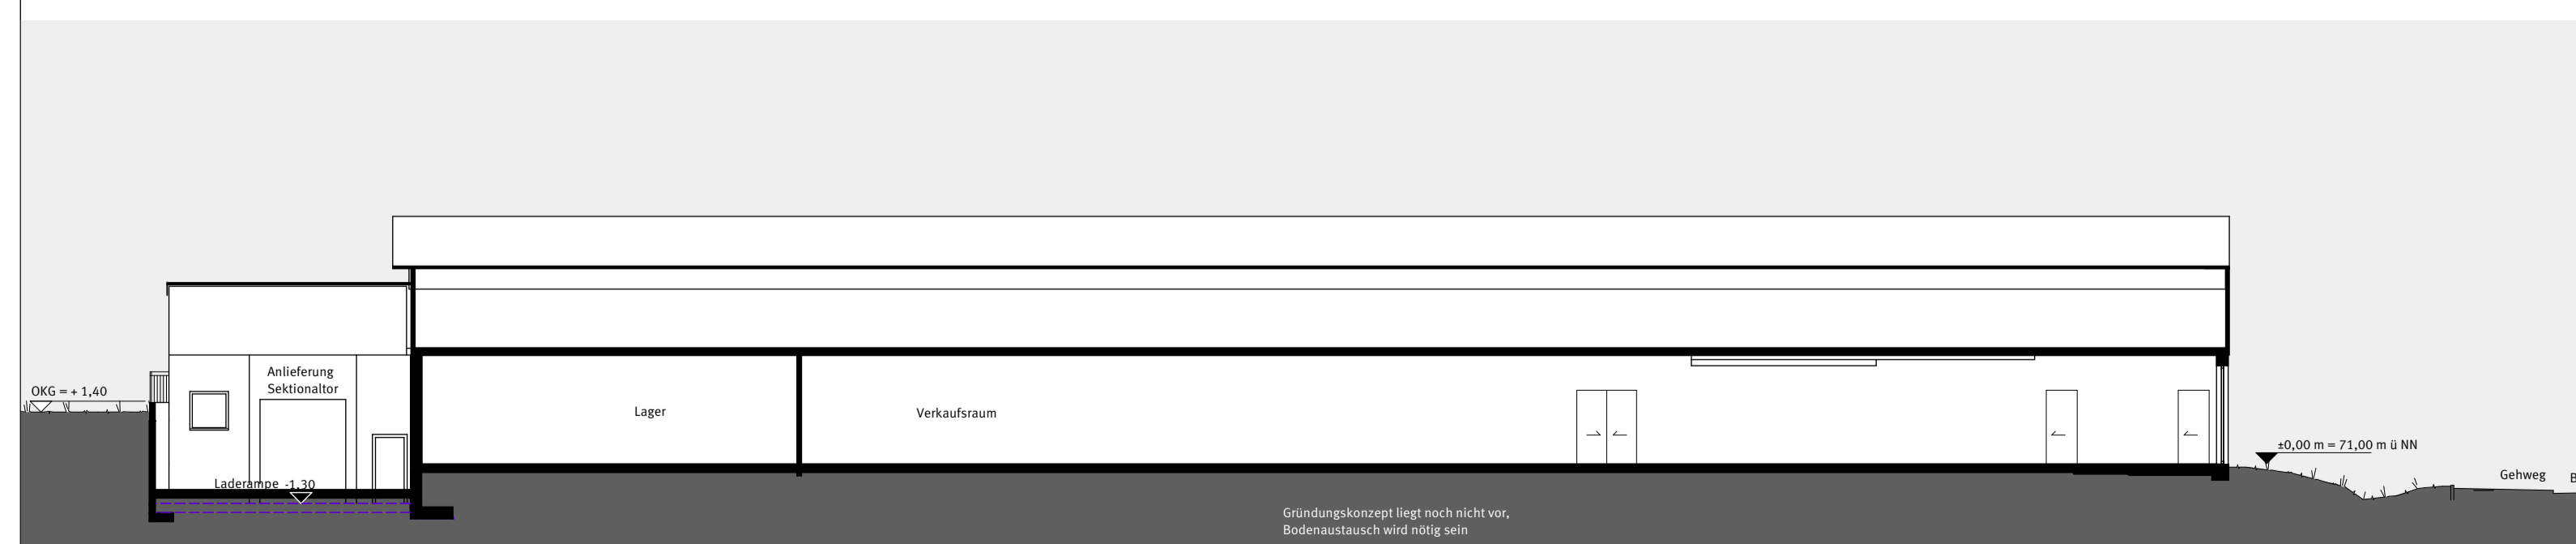 OKG = + 1,40
Anlieferung
Sektionaltor
Laderampe -1,30
Lager
Verkaufsraum
±0,00 m = 71,00 m ü NN
Gehweg
Gründungskonzept liegt noch nicht vor,
Bodenaustausch wird nötig sein